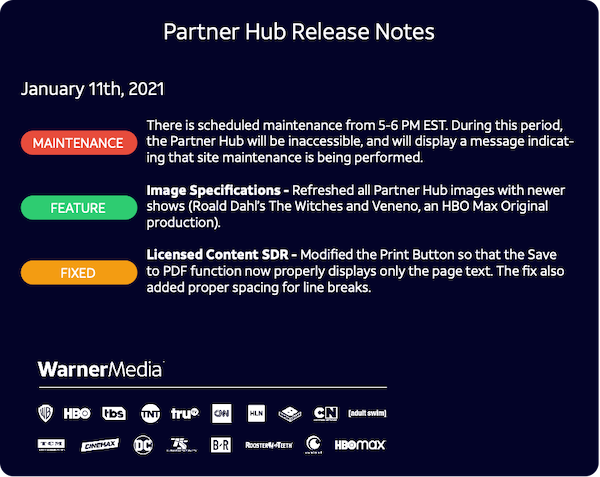 Partner Hub Release Notes
January 11th, 2021
MAINTENANCE
There is scheduled maintenance from 5-6 PM EST. During this period,
the Partner Hub will be inaccessible, and will display a message indicat-
ing that site maintenance is being performed.
FEATURE
Image Specifications - Refreshed all Partner Hub images with newer
shows (Roald Dahl's The Witches and Veneno, an HBO Max Original
production).
FIXED
Licensed Content SDR - Modified the Print Button so that the Save
to PDF function now properly displays only the page text. The fix also
added proper spacing for line breaks.
WarnerMedia
WB HBO tbs TNT truTV CNN HLN CN [adult swim]
TCM CINEMAX DC B/R ROOSTER TEETH HBOMAX